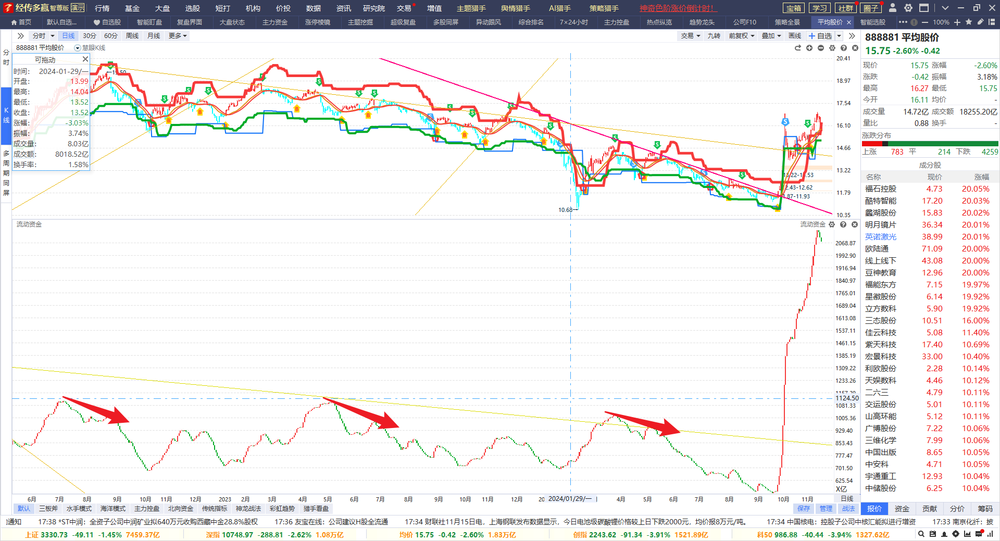 经传多赢 智尊版 演示 行情 基金 大盘 选股 短打 机构 价投 数据 资讯 研究院 交易 增值 主题猎手 舆情猎手 AI猎手 策略猎手 神奇色阶涨价倒计时! 宝箱 学习 社群 圈子
首页 默认自选... 自选股 智能盯盘 复盘界面 大盘状态 主力资金 涨停棱镜 主题挖掘 超级复盘 多股同屏 异动跟风 综合排名 7×24小时 主力控盘 热点纵览 趋势龙头 公司F10 策略全景 平均股价 × 智能选股 ••• 100%
分时 日线 30分 60分 周线 月线 更多 交易 九转 前复权 叠加 画线 自选
分时
K线
多周期同屏
888881 平均股价 慧眼K线
可拖动
时间: 2024-01-29/一
开盘: 13.99
最高: 14.04
最低: 13.52
收盘: 13.52
涨幅: -3.03%
振幅: 3.74%
成交量: 8.03亿
成交额: 8018.52亿
换手率: 1.58%
20.41
18.97
17.54
16.10
14.66
13.22
11.79
10.35
10.68
12.43-12.62
流动资金
流动资金
2068.87
1992.90
1916.94
1840.97
1765.01
1689.04
1613.08
1537.11
1461.15
1385.19
1309.22
1233.26
1157.29
1124.50
1081.33
1005.36
929.40
853.43
777.47
701.50
625.54
X亿
6月 7月 8月 9月 10月 11月 12月 2023 2月 3月 4月 5月 6月 7月 8月 9月 10月 11月 12月 2024/01/29/一 4月 5月 6月 7月 8月 9月 10月 11月 日线
默认 三板斧 水手模式 海洋模式 主力控盘 北向资金 传统指标 神龙战法 彩虹趋势 猎手看盘 保存 管理 战法
888881 平均股价
15.75 -2.60% -0.42
现价 15.75 涨幅 -2.60%
涨跌 -0.42 振幅 3.18%
最高 16.27 最低 15.75
今开 16.11 均价 -
成交量 14.72亿 成交额 18255.20亿
量比 0.88 换手 -
涨跌分布
上涨 783 平 214 下跌 4259
成分股
名称 现价 涨幅
福石控股 4.73 20.05%
酷特智能 17.20 20.03%
蠡湖股份 15.83 20.02%
明月镜片 36.34 20.01%
英诺激光 38.99 20.01%
欧陆通 71.09 20.00%
线上线下 43.08 20.00%
豆神教育 12.96 20.00%
福能东方 7.15 19.97%
星徽股份 6.14 19.92%
立方数科 5.90 19.92%
三态股份 10.51 16.00%
佳云科技 5.08 11.40%
紫天科技 17.40 10.69%
宏景科技 33.00 10.40%
利欧股份 2.28 10.14%
天娱数科 4.46 10.12%
二六三 4.79 10.11%
交运股份 5.01 10.11%
山高环能 5.12 10.11%
广博股份 7.22 10.06%
三维化学 7.99 10.06%
中国出版 8.65 10.05%
中安科 4.71 10.05%
宇通重工 12.93 10.04%
中储股份 6.25 10.04%
报价 资金 贡献 分价 筹码
通知 17:38 *ST中润：全资子公司中润矿业拟640万元收购西藏中金28.8%股权 17:36 友宝在线：公司建议H股全流通 17:34 财联社11月15日电，上海钢联发布数据显示，今日电池级碳酸锂价格较上日下跌2000元，均价报8万元/吨。 17:34 中国核电：控股子公司中核汇能拟进行增资 17:33 南京化纤：披
上证 3330.73 -49.11 -1.45% 7459.37亿 深指 10748.97 -288.81 -2.62% 1.08万亿 均价 15.75 -0.42 -2.60% 1.83万亿 创指 2243.62 -91.34 -3.91% 1521.89亿 科50 986.88 -40.44 -3.94% 1327.62亿